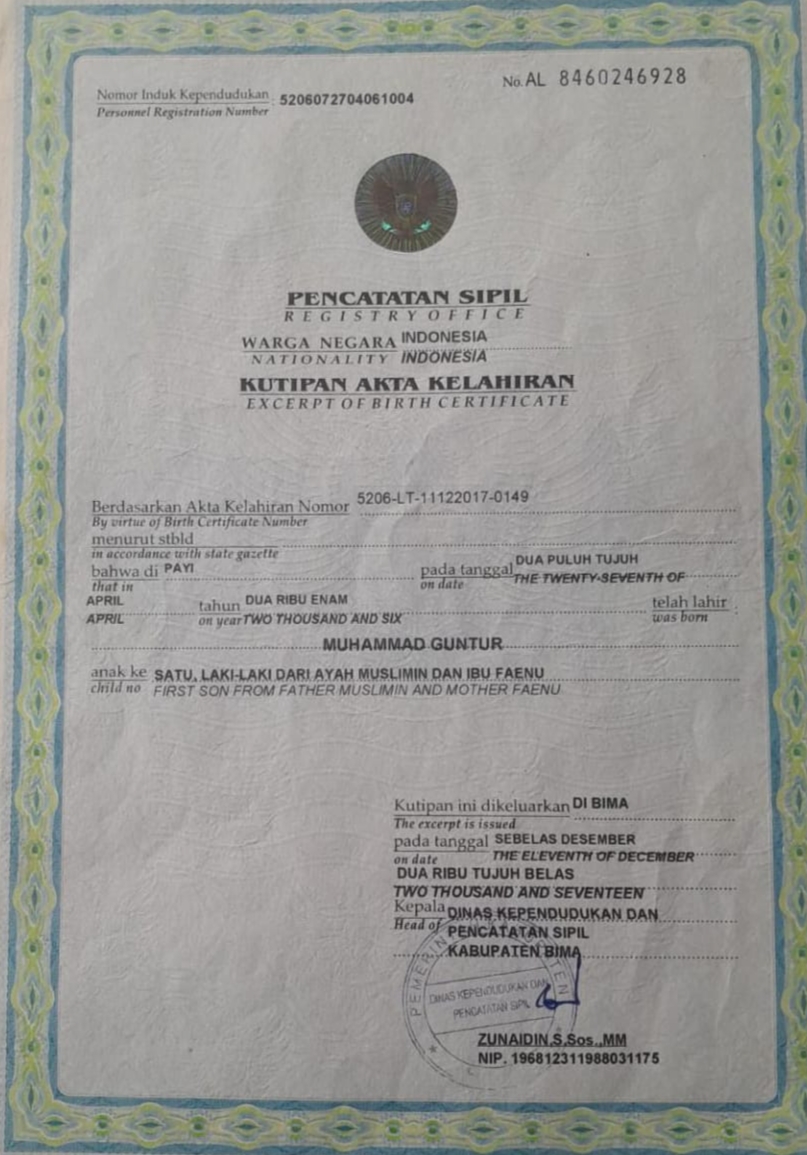 No. AL 8460246928
Nomor Induk Kependudukan : 5206072704061004
Personnel Registration Number
PENCATATAN SIPIL
REGISTRY OFFICE
WARGA NEGARA INDONESIA
NATIONALITY INDONESIA
KUTIPAN AKTA KELAHIRAN
EXCERPT OF BIRTH CERTIFICATE
Berdasarkan Akta Kelahiran Nomor 5206-LT-11122017-0149
By virtue of Birth Certificate Number
menurut stbld
in accordance with state gazette
bahwa di PAYI pada tanggal DUA PULUH TUJUH
that in on date THE TWENTY-SEVENTH OF
APRIL tahun DUA RIBU ENAM telah lahir :
APRIL on year TWO THOUSAND AND SIX was born
MUHAMMAD GUNTUR
anak ke SATU, LAKI-LAKI DARI AYAH MUSLIMIN DAN IBU FAENU
child no FIRST SON FROM FATHER MUSLIMIN AND MOTHER FAENU
Kutipan ini dikeluarkan DI BIMA
The excerpt is issued
pada tanggal SEBELAS DESEMBER
on date THE ELEVENTH OF DECEMBER
DUA RIBU TUJUH BELAS
TWO THOUSAND AND SEVENTEEN
Kepala DINAS KEPENDUDUKAN DAN
Head of PENCATATAN SIPIL
KABUPATEN BIMA
DINAS KEPENDUDUKAN DAN
PENCATATAN SIPIL
ZUNAIDIN,S,Sos.,MM
NIP. 196812311988031175